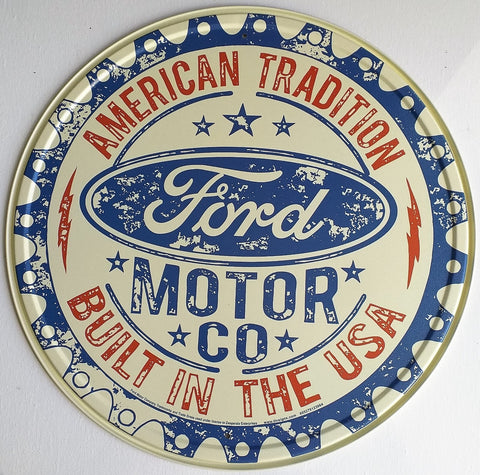 AMERICAN TRADITION
Ford
MOTOR
CO
BUILT IN THE USA